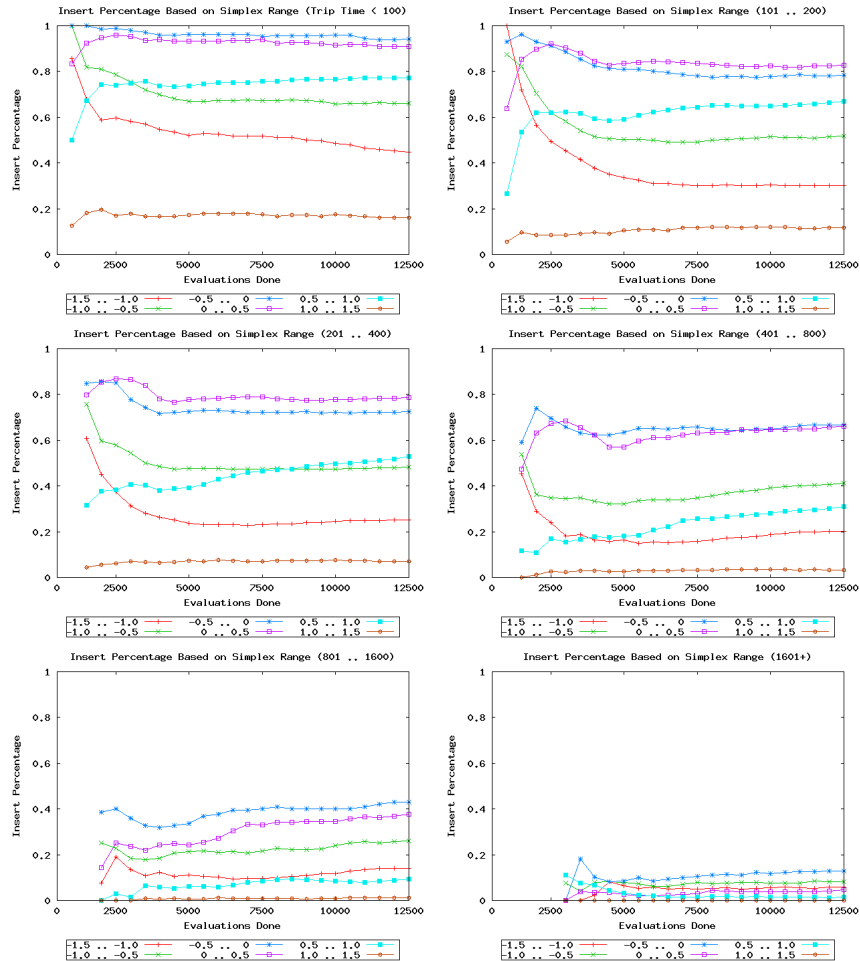 Insert Percentage Based on Simplex Range (Trip Time < 100)
1
0.8
0.6
0.4
0.2
0
Insert Percentage
0 2500 5000 7500 10000 12500
Evaluations Done
-1.5 .. -1.0 -0.5 .. 0 0.5 .. 1.0
-1.0 .. -0.5 0 .. 0.5 1.0 .. 1.5
Insert Percentage Based on Simplex Range (101 .. 200)
1
0.8
0.6
0.4
0.2
0
Insert Percentage
0 2500 5000 7500 10000 12500
Evaluations Done
-1.5 .. -1.0 -0.5 .. 0 0.5 .. 1.0
-1.0 .. -0.5 0 .. 0.5 1.0 .. 1.5
Insert Percentage Based on Simplex Range (201 .. 400)
1
0.8
0.6
0.4
0.2
0
Insert Percentage
0 2500 5000 7500 10000 12500
Evaluations Done
-1.5 .. -1.0 -0.5 .. 0 0.5 .. 1.0
-1.0 .. -0.5 0 .. 0.5 1.0 .. 1.5
Insert Percentage Based on Simplex Range (401 .. 800)
1
0.8
0.6
0.4
0.2
0
Insert Percentage
0 2500 5000 7500 10000 12500
Evaluations Done
-1.5 .. -1.0 -0.5 .. 0 0.5 .. 1.0
-1.0 .. -0.5 0 .. 0.5 1.0 .. 1.5
Insert Percentage Based on Simplex Range (801 .. 1600)
1
0.8
0.6
0.4
0.2
0
Insert Percentage
0 2500 5000 7500 10000 12500
Evaluations Done
-1.5 .. -1.0 -0.5 .. 0 0.5 .. 1.0
-1.0 .. -0.5 0 .. 0.5 1.0 .. 1.5
Insert Percentage Based on Simplex Range (1601+)
1
0.8
0.6
0.4
0.2
0
Insert Percentage
0 2500 5000 7500 10000 12500
Evaluations Done
-1.5 .. -1.0 -0.5 .. 0 0.5 .. 1.0
-1.0 .. -0.5 0 .. 0.5 1.0 .. 1.5